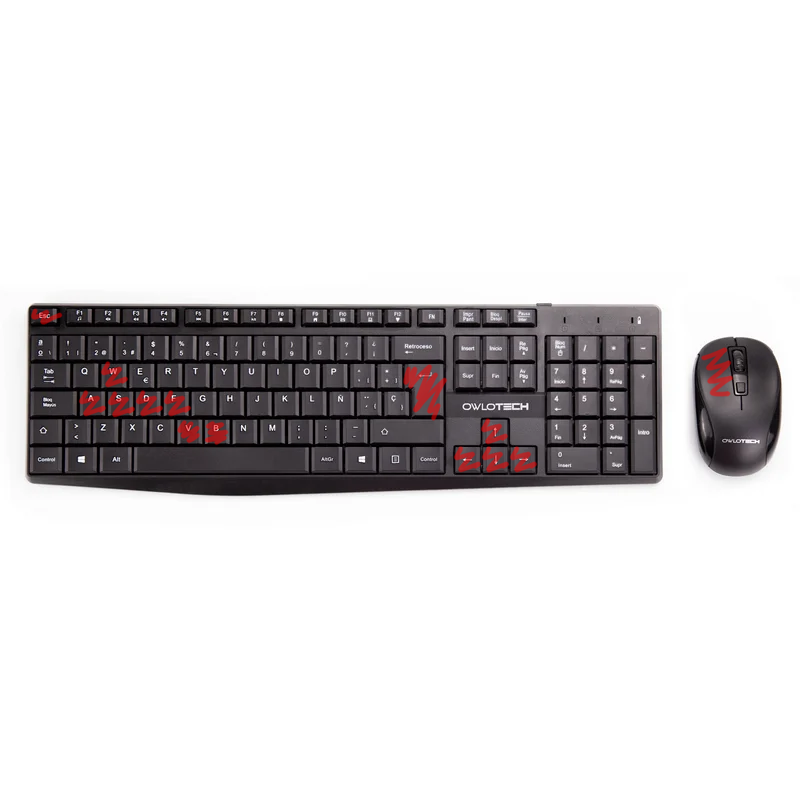 Esc F1 F2 F3 F4 F5 F6 F7 F8 F9 F10 F11 F12 FN Impr Pant Bloq Despl Pausa Inter
1 2 3 4 5 6 7 8 9 0 Retroceso Insert Inicio Re Pág Bloq Num / * -
Tab Q W E R T Y U I O P Supr Fin Av Pág 7 Inicio 8 9 RePág +
Bloq Mayús A S D F G H J K L Ñ Ç 4 5 6
OWLOTECH
< > Z X C V B N M 1 Fin 2 3 AvPág Intro
Control Alt AltGr Control 0 Insert . Supr
OWLOTECH